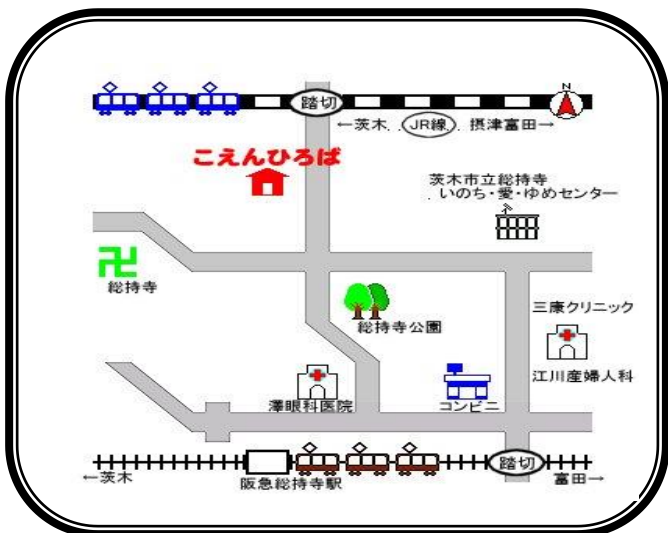 踏切
N
←茨木 JR線 摂津富田→
こえんひろば
茨木市立総持寺
いのち・愛・ゆめセンター
卍
総持寺
総持寺公園
三康クリニック
江川産婦人科
澤眼科医院
コンビニ
踏切
←茨木
阪急総持寺駅
富田→